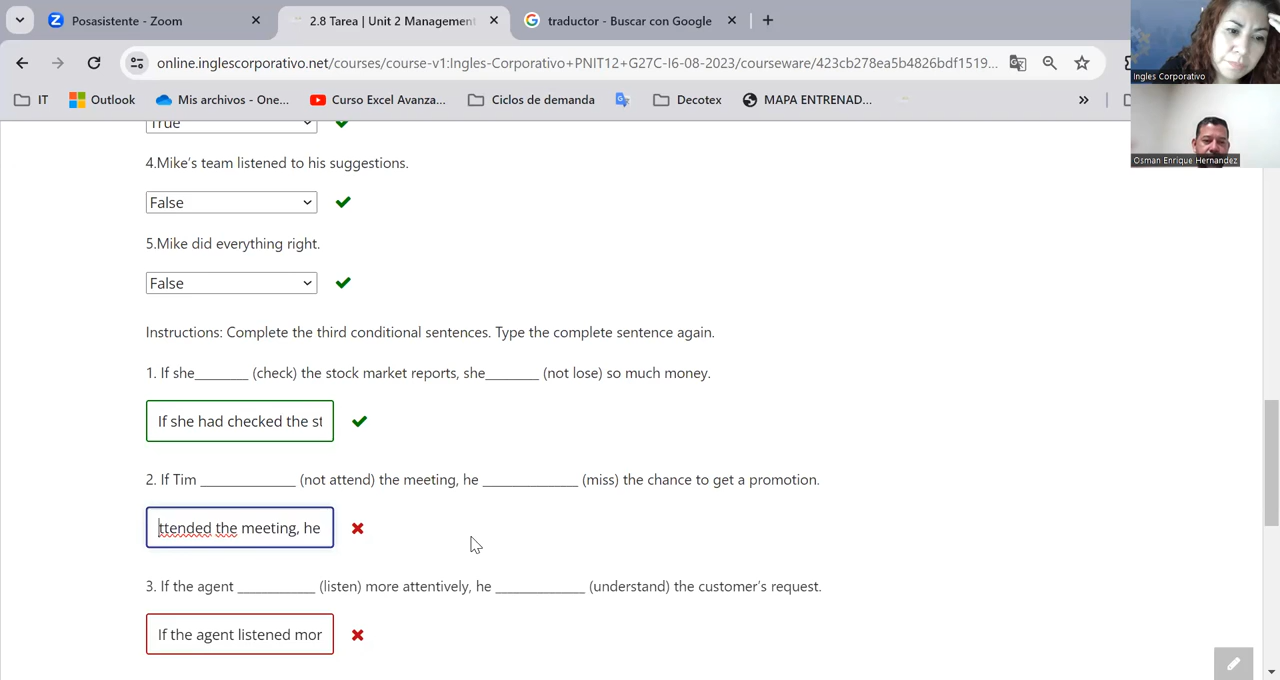 Posasistente - Zoom
2.8 Tarea | Unit 2 Management
traductor - Buscar con Google
online.inglescorporativo.net/courses/course-v1:Ingles-Corporativo+PNIT12+G27C-I6-08-2023/courseware/423cb278ea5b4826bdf1519...
IT
Outlook
Mis archivos - One...
Curso Excel Avanza...
Ciclos de demanda
Decotex
MAPA ENTRENAD...
Ingles Corporativo
Osman Enrique Hernandez
True
4.Mike's team listened to his suggestions.
False
5.Mike did everything right.
False
Instructions: Complete the third conditional sentences. Type the complete sentence again.
1. If she_______ (check) the stock market reports, she_______ (not lose) so much money.
If she had checked the st
2. If Tim _____________ (not attend) the meeting, he _____________ (miss) the chance to get a promotion.
ttended the meeting, he
3. If the agent ___________ (listen) more attentively, he _____________ (understand) the customer's request.
If the agent listened mor